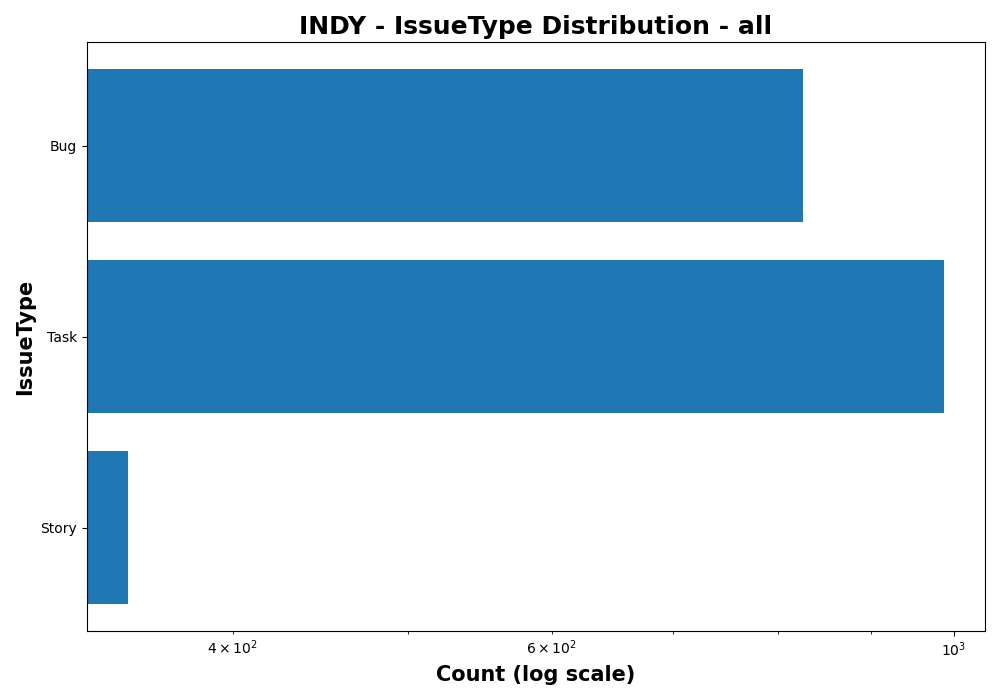 INDY - IssueType Distribution - all
IssueType
Bug
Task
Story
4 × 10² 6 × 10² 10³
Count (log scale)